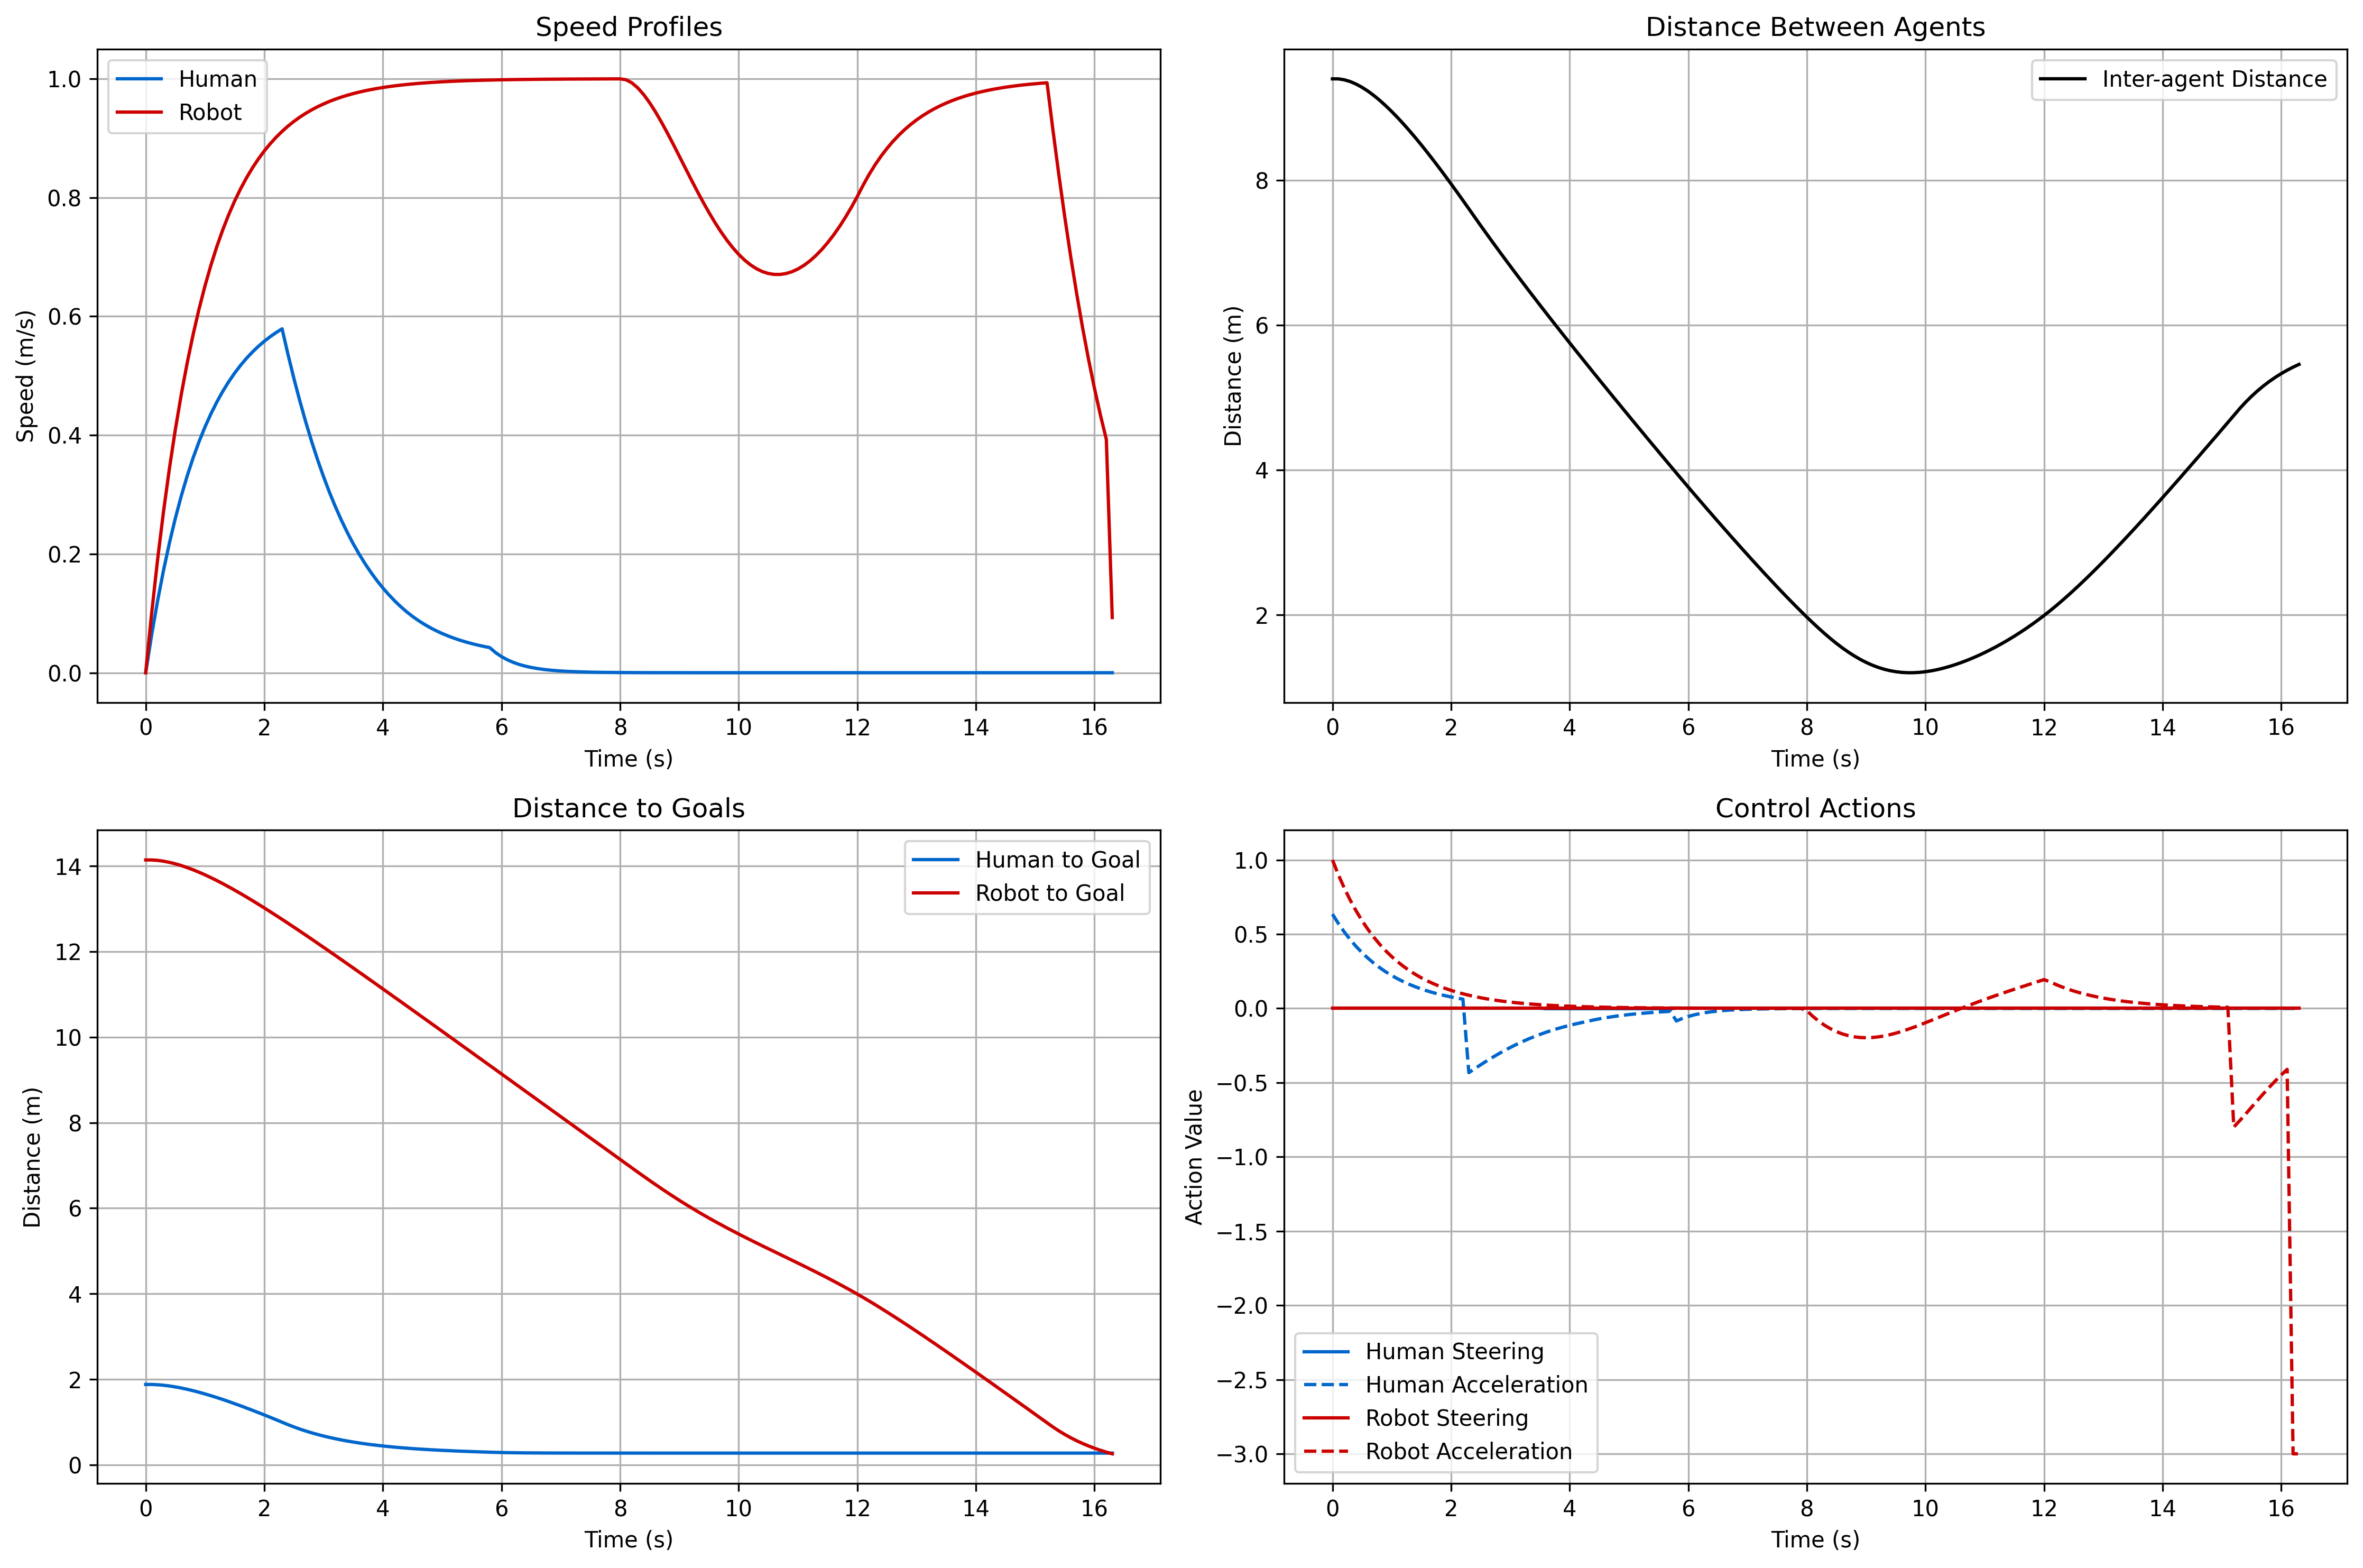 Speed Profiles
Human
Robot
Speed (m/s)
1.0
0.8
0.6
0.4
0.2
0.0
0 2 4 6 8 10 12 14 16
Time (s)
Distance Between Agents
Inter-agent Distance
Distance (m)
8
6
4
2
0 2 4 6 8 10 12 14 16
Time (s)
Distance to Goals
Human to Goal
Robot to Goal
Distance (m)
14
12
10
8
6
4
2
0
0 2 4 6 8 10 12 14 16
Time (s)
Control Actions
Action Value
1.0
0.5
0.0
−0.5
−1.0
−1.5
−2.0
−2.5
−3.0
Human Steering
Human Acceleration
Robot Steering
Robot Acceleration
0 2 4 6 8 10 12 14 16
Time (s)